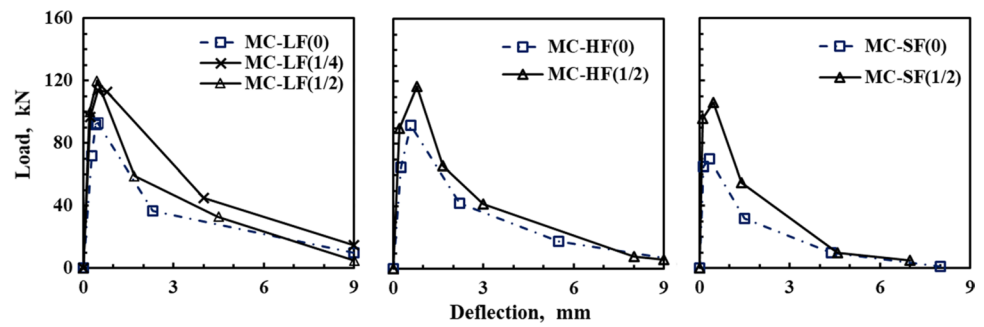 160
120
80
40
0
Load, kN
MC-LF(0)
MC-LF(1/4)
MC-LF(1/2)
0 3 6 9
MC-HF(0)
MC-HF(1/2)
0 3 6 9
MC-SF(0)
MC-SF(1/2)
0 3 6 9
Deflection, mm